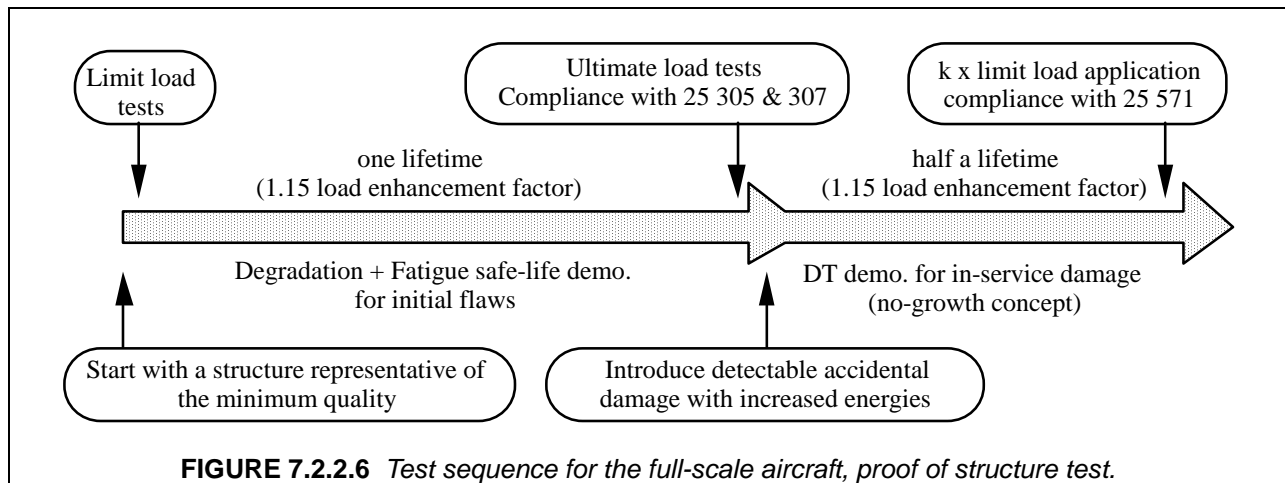 Limit load
tests
Ultimate load tests
Compliance with 25 305 & 307
k x limit load application
compliance with 25 571
one lifetime
(1.15 load enhancement factor)
half a lifetime
(1.15 load enhancement factor)
Degradation + Fatigue safe-life demo.
for initial flaws
DT demo. for in-service damage
(no-growth concept)
Start with a structure representative of
the minimum quality
Introduce detectable accidental
damage with increased energies
FIGURE 7.2.2.6 Test sequence for the full-scale aircraft, proof of structure test.